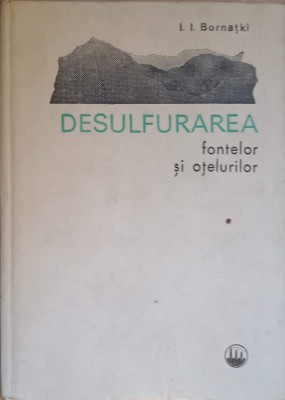 I. I. Bornațki
DESULFURAREA
fontelor
și oțelurilor